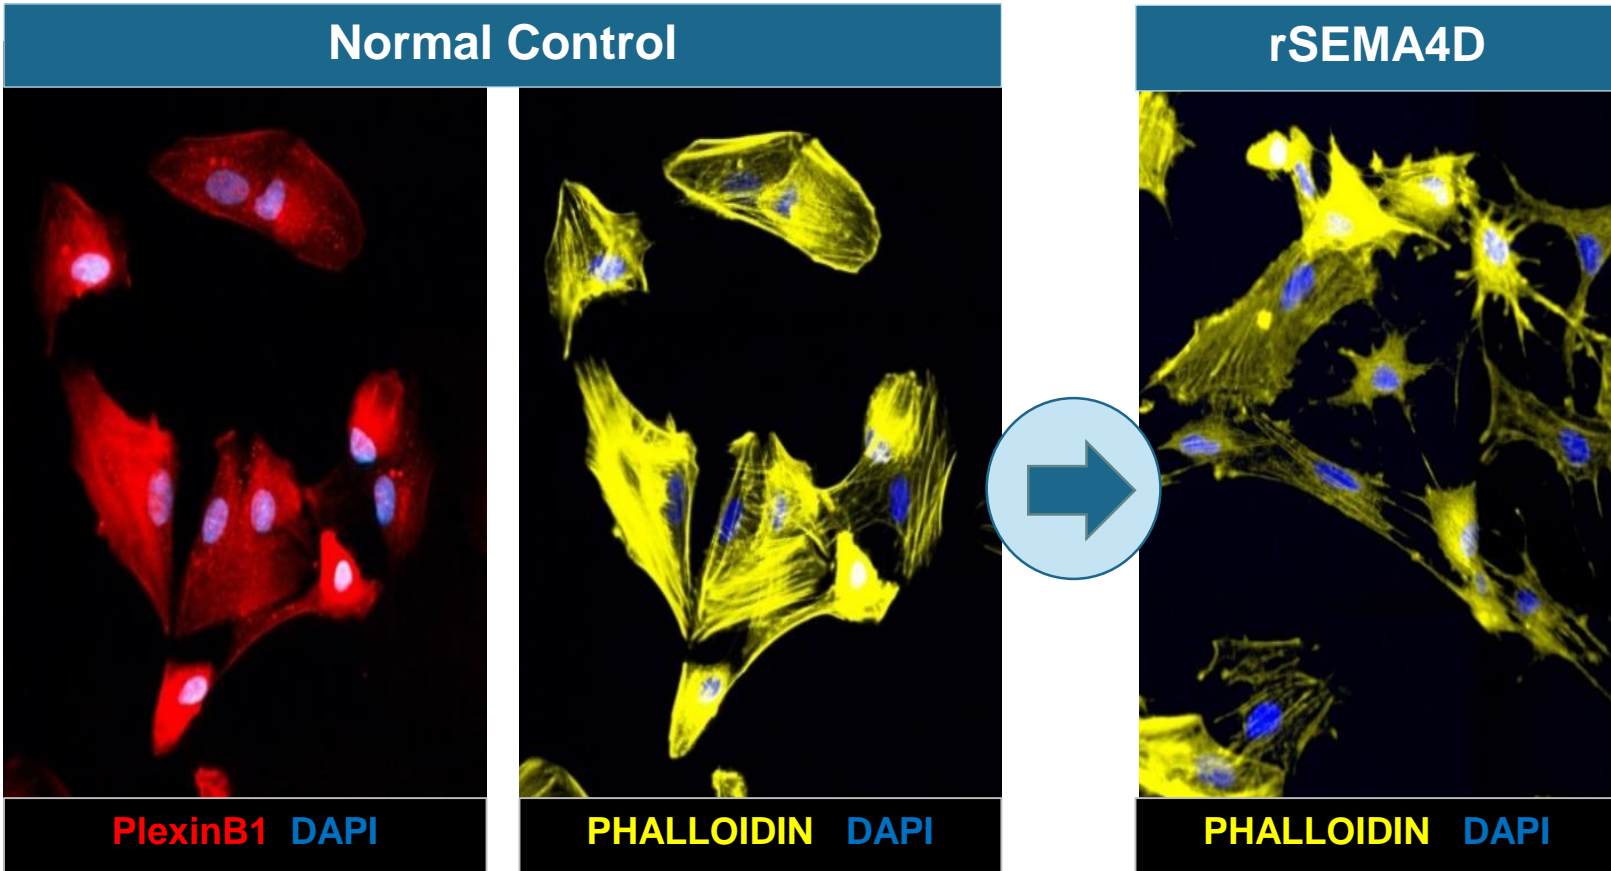 Normal Control
rSEMA4D
PlexinB1 DAPI
PHALLOIDIN DAPI
PHALLOIDIN DAPI